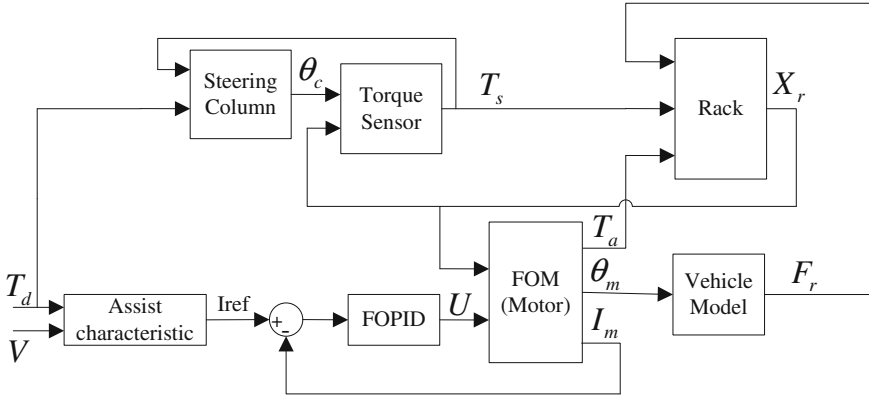 Steering
Column
θc
Torque
Sensor
Ts
Rack
Xr
Td
V
Assist
characteristic
Iref
+
-
FOPID
U
FOM
(Motor)
Ta
θm
Im
Vehicle
Model
Fr